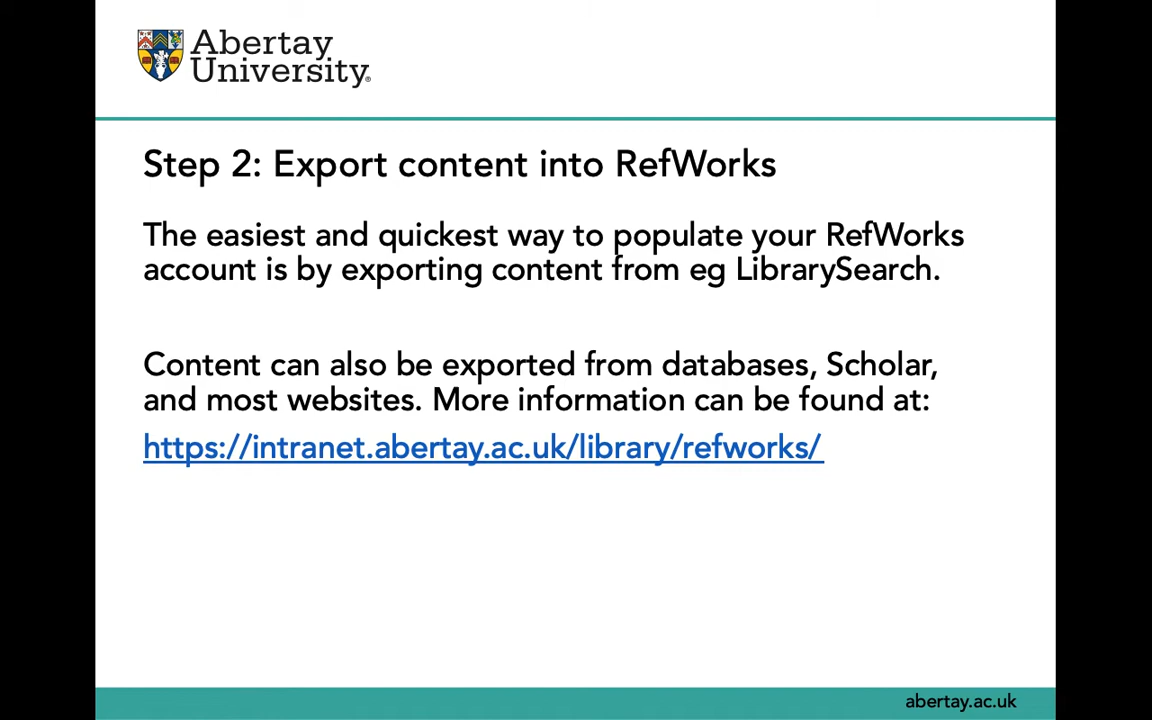 Abertay
University®
Step 2: Export content into RefWorks
The easiest and quickest way to populate your RefWorks
account is by exporting content from eg LibrarySearch.
Content can also be exported from databases, Scholar,
and most websites. More information can be found at:
https://intranet.abertay.ac.uk/library/refworks/
abertay.ac.uk